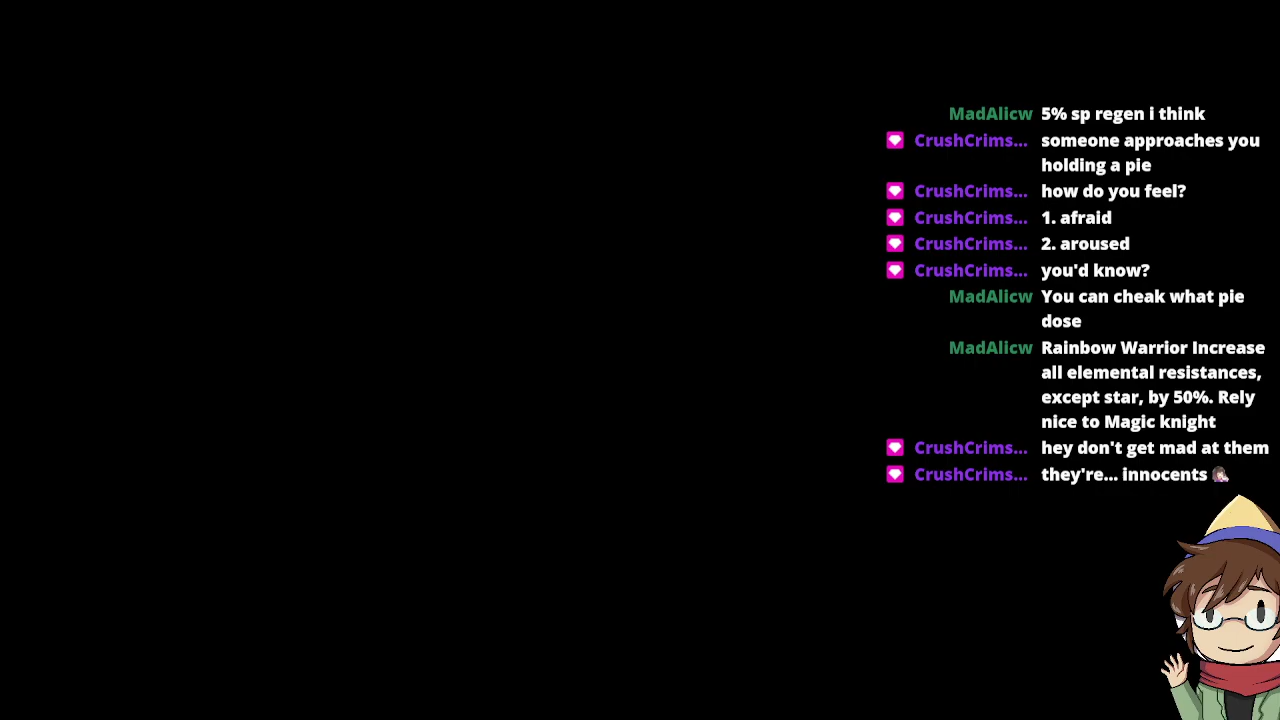 MadAlicw 5% sp regen i think
CrushCrims... someone approaches you
holding a pie
CrushCrims... how do you feel?
CrushCrims... 1. afraid
CrushCrims... 2. aroused
CrushCrims... you'd know?
MadAlicw You can cheak what pie
dose
MadAlicw Rainbow Warrior Increase
all elemental resistances,
except star, by 50%. Rely
nice to Magic knight
CrushCrims... hey don't get mad at them
CrushCrims... they're... innocents